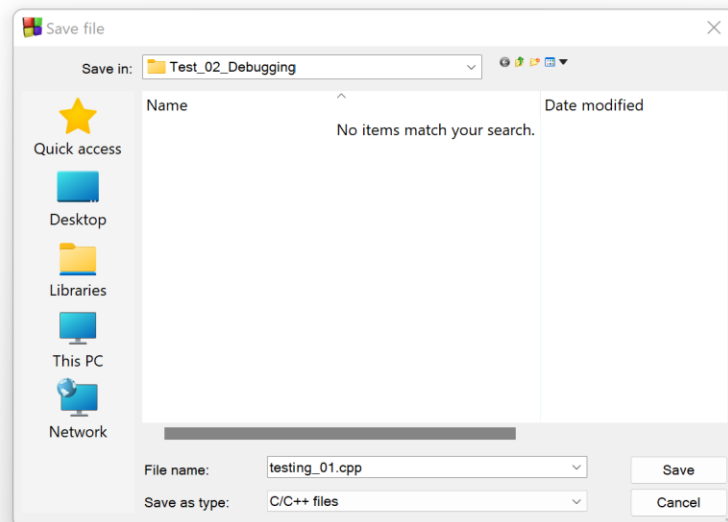 Save file
Save in: Test_02_Debugging
Name Date modified
No items match your search.
Quick access
Desktop
Libraries
This PC
Network
File name: testing_01.cpp Save
Save as type: C/C++ files Cancel